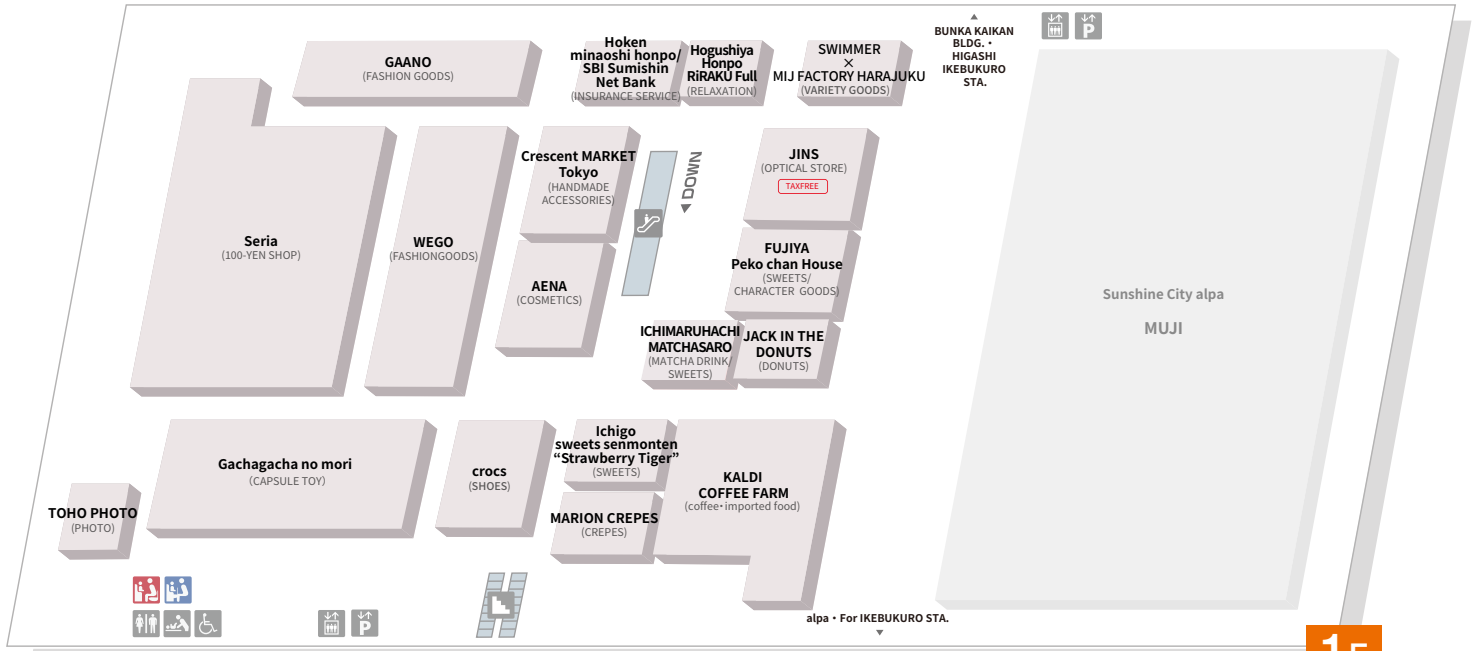 BUNKA KAIKAN
BLDG. •
HIGASHI
IKEBUKURO
STA.
P
GAANO
(FASHION GOODS)
Hoken
minaoshi honpo/
SBI Sumishin
Net Bank
(INSURANCE SERVICE)
Hogushiya
Honpo
RiRAKU Full
(RELAXATION)
SWIMMER
×
MIJ FACTORY HARAJUKU
(VARIETY GOODS)
Seria
(100-YEN SHOP)
WEGO
(FASHIONGOODS)
Crescent MARKET
Tokyo
(HANDMADE
ACCESSORIES)
AENA
(COSMETICS)
DOWN
JINS
(OPTICAL STORE)
TAXFREE
FUJIYA
Peko chan House
(SWEETS/
CHARACTER GOODS)
ICHIMARUHACHI
MATCHASARO
(MATCHA DRINK/
SWEETS)
JACK IN THE
DONUTS
(DONUTS)
Sunshine City alpa
MUJI
Gachagacha no mori
(CAPSULE TOY)
TOHO PHOTO
(PHOTO)
crocs
(SHOES)
Ichigo
sweets senmonten
“Strawberry Tiger”
(SWEETS)
MARION CREPES
(CREPES)
KALDI
COFFEE FARM
(coffee•imported food)
P
alpa • For IKEBUKURO STA.
1F